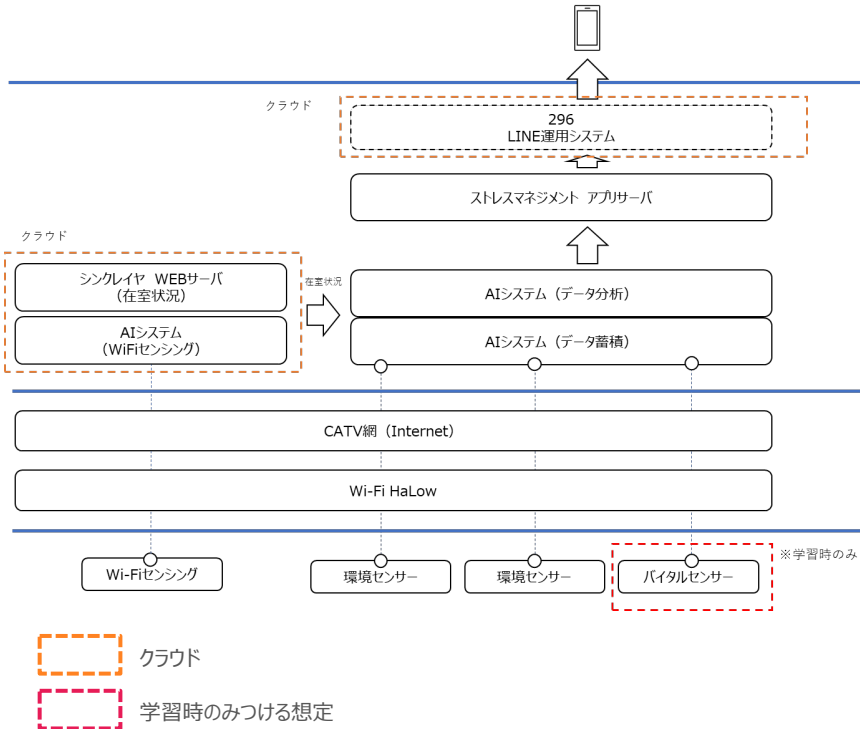 クラウド
296
LINE運用システム
ストレスマネジメント アプリサーバ
クラウド
シンクレイヤ WEBサーバ
(在室状況)
在室状況
AIシステム(データ分析)
AIシステム
(WiFiセンシング)
AIシステム(データ蓄積)
CATV網(Internet)
Wi-Fi HaLow
Wi-Fiセンシング
環境センサー
環境センサー
バイタルセンサー
※学習時のみ
クラウド
学習時のみつける想定